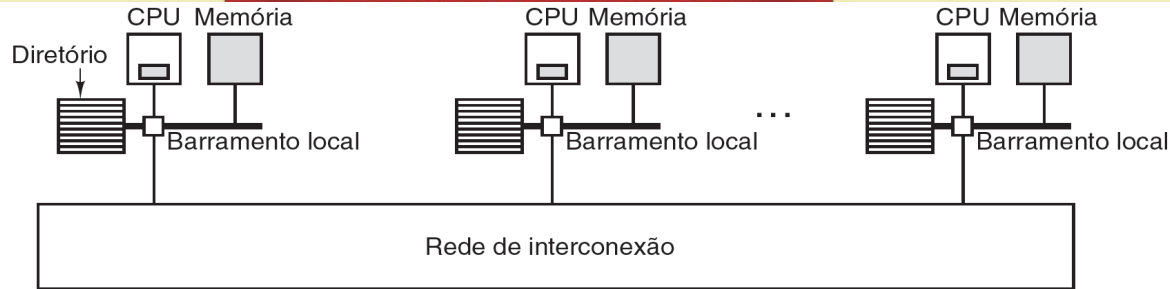 CPU Memória
CPU Memória
CPU Memória
Diretório
...
Barramento local
Barramento local
Barramento local
Rede de interconexão